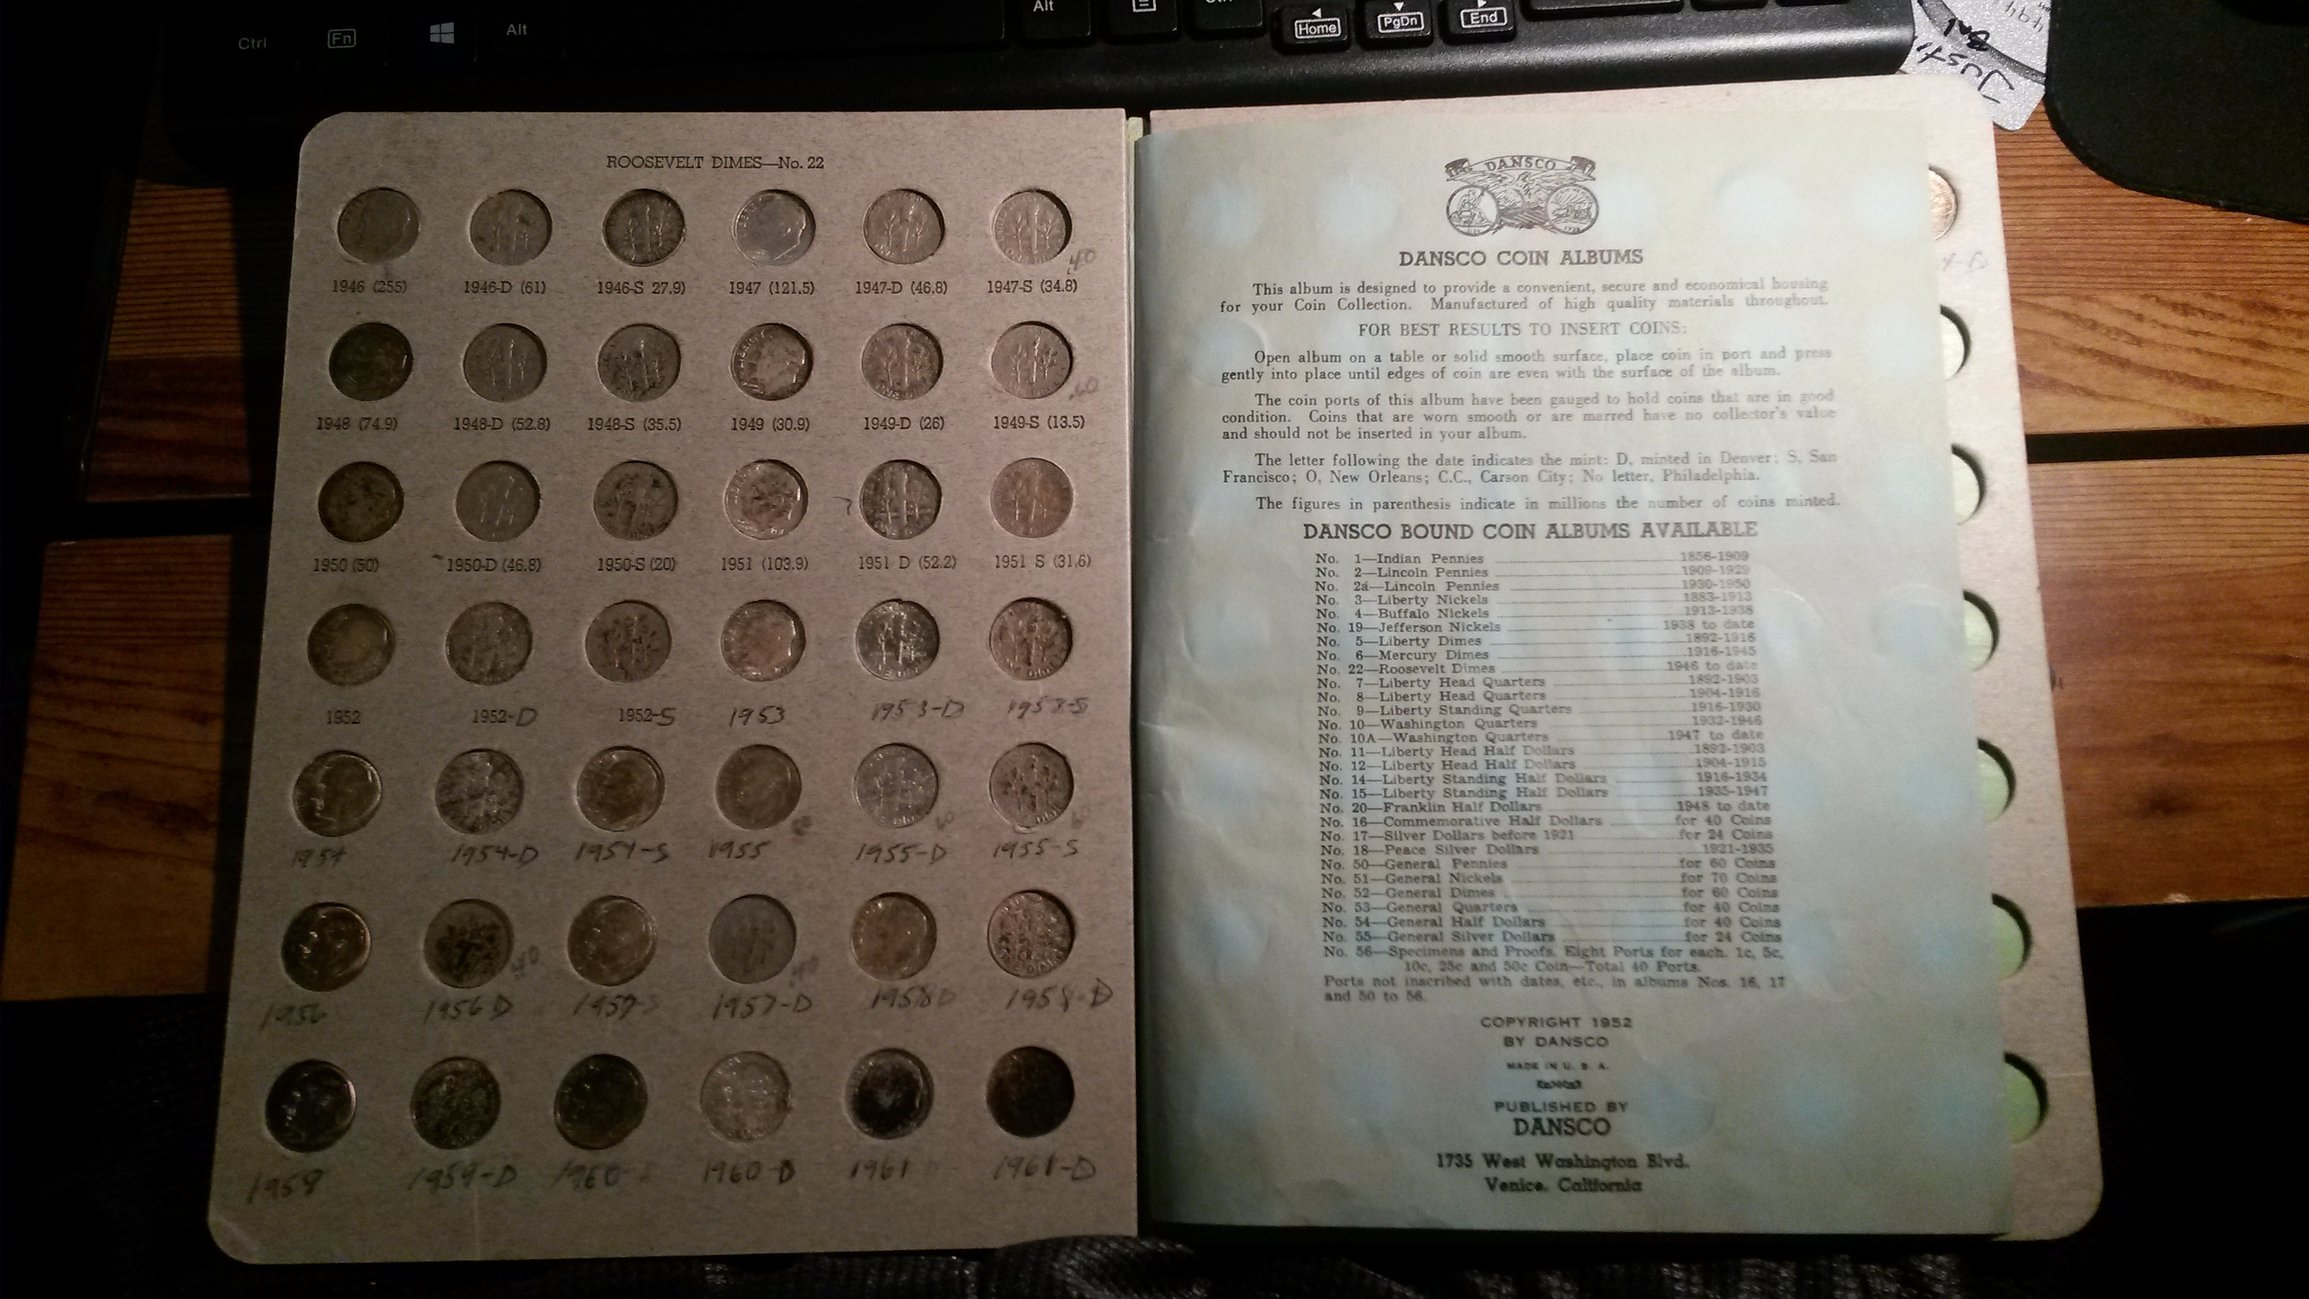 Ctrl Fn Alt Alt Home PgDn End
ROOSEVELT DIMES—No. 22
1946 (255) 1946-D (61) 1946-S 27.9) 1947 (121.5) 1947-D (46.8) 1947-S (34.8)
1948 (74.9) 1948-D (52.8) 1948-S (35.5) 1949 (30.9) 1949-D (26) 1949-S (13.5)
1950 (50) 1950-D (46.8) 1950-S (20) 1951 (103.9) 1951 D (52.2) 1951 S (31.6)
1952 1952-D 1952-S 1953 1953-D 1953-S
1954 1954-D 1954-S 1955 1955-D 1955-S
1956 1956 D 1957 1957-D 1958 1958-D
1959 1959-D 1960 1960-D 1961 1961-D
DANSCO
DANSCO COIN ALBUMS
This album is designed to provide a convenient, secure and economical housing
for your Coin Collection. Manufactured of high quality materials throughout.
FOR BEST RESULTS TO INSERT COINS:
Open album on a table or solid smooth surface, place coin in port and press
gently into place until edges of coin are even with the surface of the album.
The coin ports of this album have been gauged to hold coins that are in good
condition. Coins that are worn smooth or are marred have no collector's value
and should not be inserted in your album.
The letter following the date indicates the mint: D, minted in Denver; S, San
Francisco; O, New Orleans; C.C., Carson City; No letter, Philadelphia.
The figures in parenthesis indicate in millions the number of coins minted.
DANSCO BOUND COIN ALBUMS AVAILABLE
No. 1—Indian Pennies 1856-1909
No. 2—Lincoln Pennies 1909-1929
No. 2a—Lincoln Pennies 1930-1950
No. 3—Liberty Nickels 1883-1913
No. 4—Buffalo Nickels 1913-1938
No. 19—Jefferson Nickels 1938 to date
No. 5—Liberty Dimes 1892-1916
No. 6—Mercury Dimes 1916-1945
No. 22—Roosevelt Dimes 1946 to date
No. 7—Liberty Head Quarters 1892-1903
No. 8—Liberty Head Quarters 1904-1916
No. 9—Liberty Standing Quarters 1916-1930
No. 10—Washington Quarters 1932-1946
No. 10A—Washington Quarters 1947 to date
No. 11—Liberty Head Half Dollars 1892-1903
No. 12—Liberty Head Half Dollars 1904-1915
No. 14—Liberty Standing Half Dollars 1916-1934
No. 15—Liberty Standing Half Dollars 1935-1947
No. 20—Franklin Half Dollars 1948 to date
No. 16—Commemorative Half Dollars for 40 Coins
No. 17—Silver Dollars before 1921 for 24 Coins
No. 18—Peace Silver Dollars 1921-1935
No. 50—General Pennies for 60 Coins
No. 51—General Nickels for 70 Coins
No. 52—General Dimes for 60 Coins
No. 53—General Quarters for 40 Coins
No. 54—General Half Dollars for 40 Coins
No. 55—General Silver Dollars for 24 Coins
No. 56—Specimens and Proofs. Eight Ports for each. 1c, 5c,
10c, 25c and 50c Coin—Total 40 Ports.
Ports not inscribed with dates, etc., in albums Nos. 16, 17
and 50 to 56.
COPYRIGHT 1952
BY DANSCO
MADE IN U. S. A.
PUBLISHED BY
DANSCO
1735 West Washington Blvd.
Venice, California